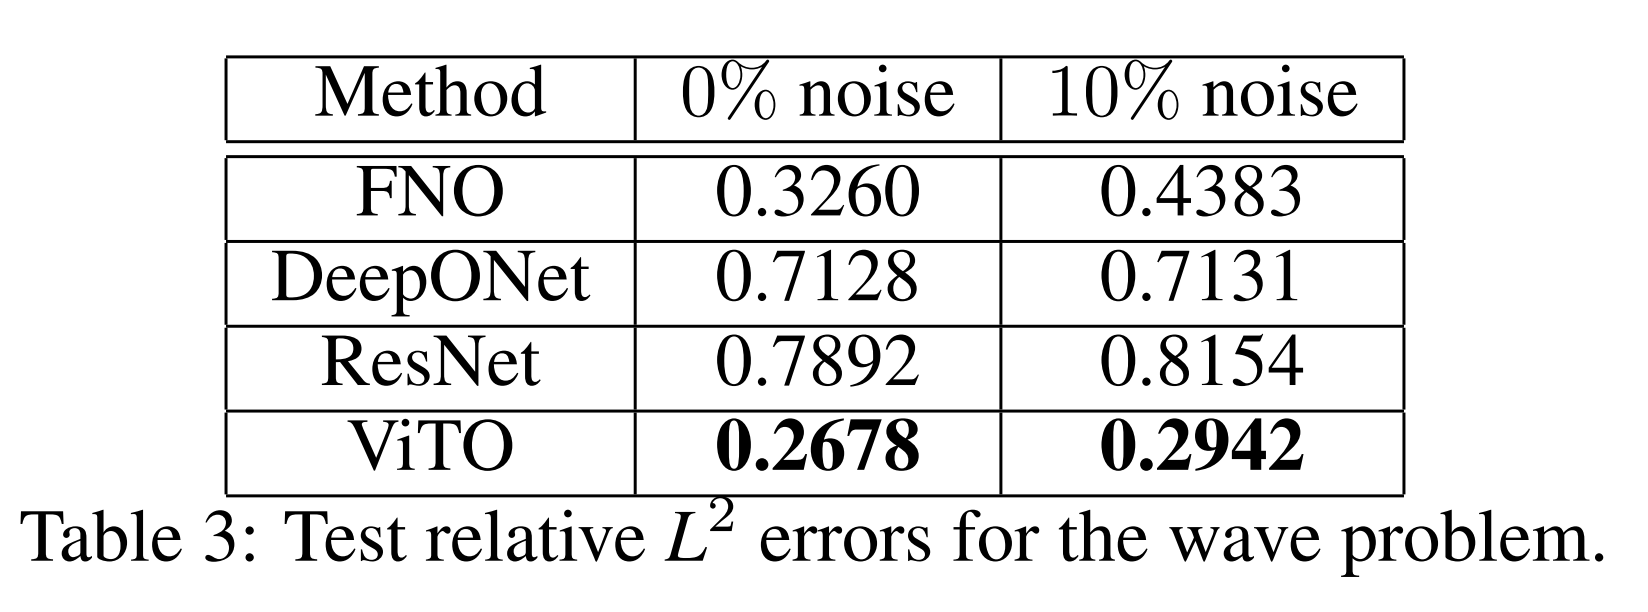 Method 0% noise 10% noise
FNO 0.3260 0.4383
DeepONet 0.7128 0.7131
ResNet 0.7892 0.8154
ViTO 0.2678 0.2942
Table 3: Test relative L² errors for the wave problem.